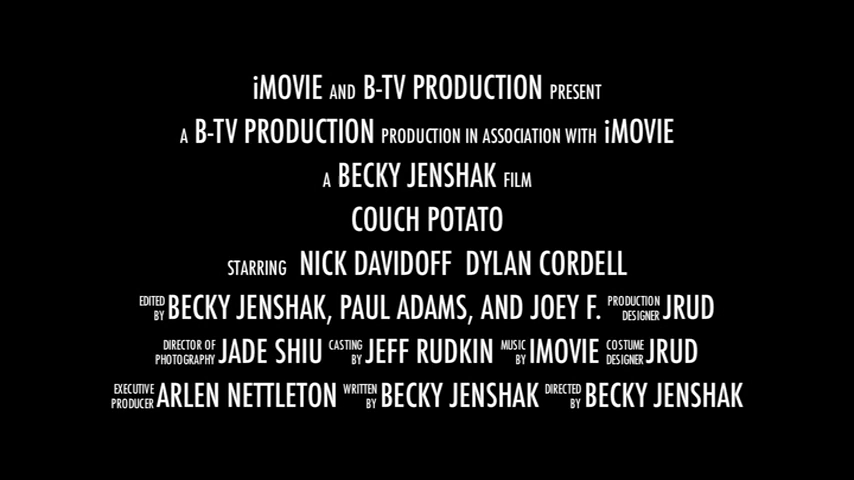 iMOVIE AND B-TV PRODUCTION PRESENT
A B-TV PRODUCTION PRODUCTION IN ASSOCIATION WITH iMOVIE
A BECKY JENSHAK FILM
COUCH POTATO
STARRING NICK DAVIDOFF DYLAN CORDELL
EDITED BY BECKY JENSHAK, PAUL ADAMS, AND JOEY F. PRODUCTION DESIGNER JRUD
DIRECTOR OF PHOTOGRAPHY JADE SHIU CASTING BY JEFF RUDKIN MUSIC BY IMOVIE COSTUME DESIGNER JRUD
EXECUTIVE PRODUCER ARLEN NETTLETON WRITTEN BY BECKY JENSHAK DIRECTED BY BECKY JENSHAK